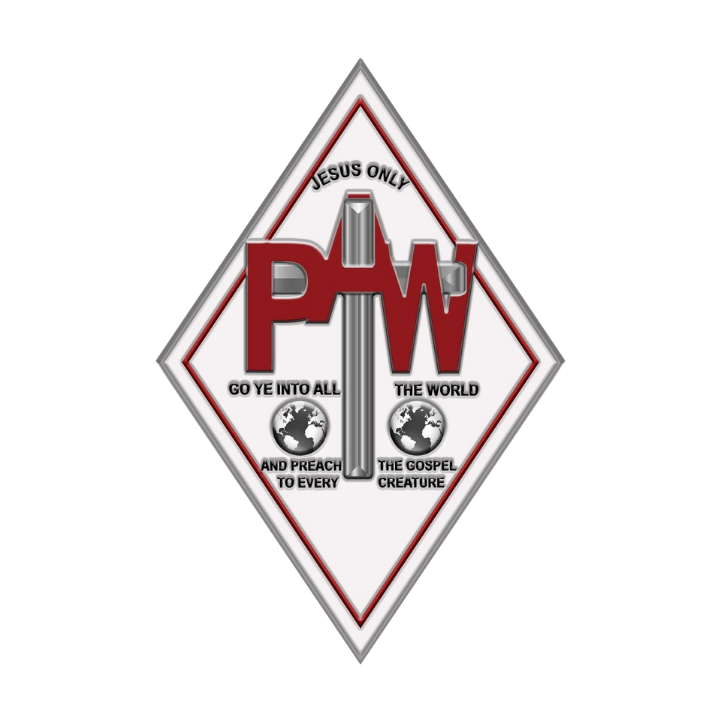 JESUS ONLY
PAW
GO YE INTO ALL THE WORLD
AND PREACH THE GOSPEL
TO EVERY CREATURE